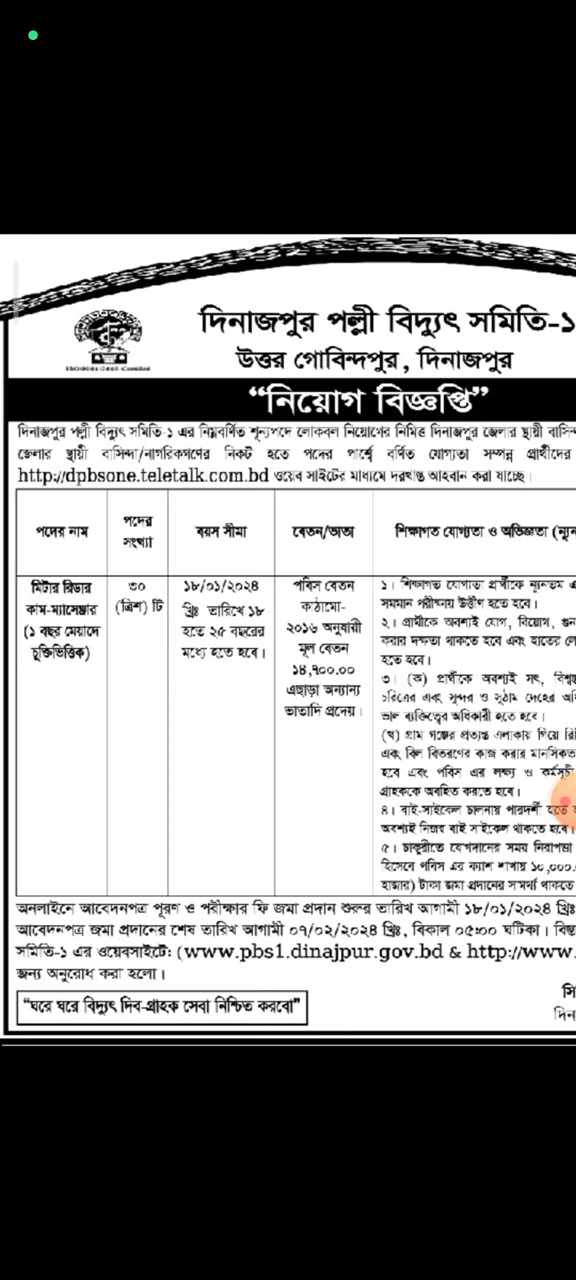 দিনাজপুর পল্লী বিদ্যুৎ সমিতি-১
উত্তর গোবিন্দপুর, দিনাজপুর
“নিয়োগ বিজ্ঞপ্তি”
দিনাজপুর পল্লী বিদ্যুৎ সমিতি-১ এর নিম্নবর্ণিত শূন্যপদে লোকবল নিয়োগের নিমিত্ত দিনাজপুর জেলার স্থায়ী
জেলার স্থায়ী বাসিন্দা/নাগরিকগণের নিকট হতে পদের পার্শ্বে বর্ণিত যোগ্যতা সম্পন্ন প্রার্থীদের
http://dpbsone.teletalk.com.bd ওয়েব সাইটের মাধ্যমে দরখাস্ত আহবান করা যাচ্ছে।
পদের নাম
পদের
সংখ্যা
বয়স সীমা
বেতন/ভাতা
শিক্ষাগত যোগ্যতা ও অভিজ্ঞতা
মিটার রিডার
কাম-ম্যাসেঞ্জার
(১ বছর মেয়াদে
চুক্তিভিত্তিক)
৩০
(ত্রিশ) টি
১৮/০১/২০২৪
খ্রিঃ তারিখে ১৮
হতে ২৫ বছরের
মধ্যে হতে হবে।
পবিস বেতন
কাঠামো-
২০১৬ অনুযায়ী
মূল বেতন
১৪,৭০০.০০
এছাড়া অন্যান্য
ভাতাদি প্রদেয়।
১। শিক্ষাগত যোগ্যতা প্রার্থীকে ন্যূনতম
সমমান পরীক্ষায় উত্তীর্ণ হতে হবে।
২। প্রার্থীকে অবশ্যই যোগ, বিয়োগ,
করার দক্ষতা থাকতে হবে এবং হাতের
হতে হবে।
৩। (ক) প্রার্থীকে অবশ্যই সৎ,
চরিত্রের এবং সুন্দর ও সুঠাম দেহের
ভাল ব্যক্তিত্বের অধিকারী হতে হবে।
(খ) গ্রাম গঞ্জের প্রত্যন্ত এলাকায় গিয়ে
এবং বিল বিতরণের কাজ করার
হবে এবং পবিস এর লক্ষ্য ও কর্মসূচী
গ্রাহককে অবহিত করতে হবে।
৪। বাই-সাইকেল চালনায় পারদর্শী হতে
অবশ্যই নিজস্ব বাই সাইকেল থাকতে হবে।
৫। চাকুরীতে যোগদানের সময় নিরাপত্তা
হিসেবে পবিস এর ক্যাশ শাখায় ১০,০০০.
হাজার) টাকা জমা প্রদানের সামর্থ্য থাকতে
অনলাইনে আবেদনপত্র পূরণ ও পরীক্ষার ফি জমা প্রদান শুরুর তারিখ আগামী ১৮/০১/২০২৪ খ্রিঃ
আবেদনপত্র জমা প্রদানের শেষ তারিখ আগামী ০৭/০২/২০২৪ খ্রিঃ, বিকাল ০৫:০০ ঘটিকা।
সমিতি-১ এর ওয়েবসাইটে: (www.pbs1.dinajpur.gov.bd & http://www.
জন্য অনুরোধ করা হলো।
“ঘরে ঘরে বিদ্যুৎ দিব-গ্রাহক সেবা নিশ্চিত করবো”